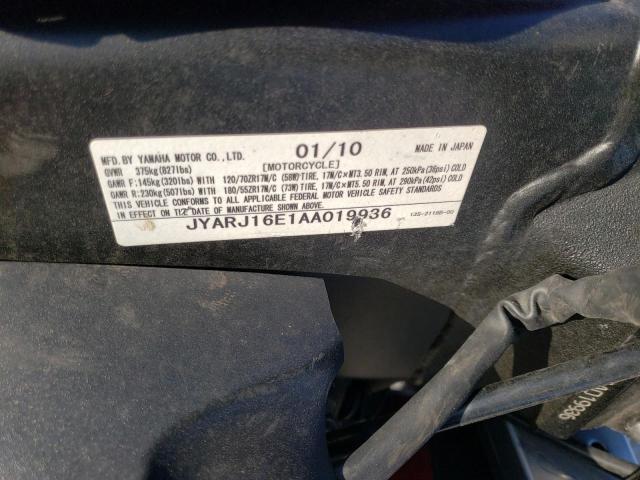 MFD. BY YAMAHA MOTOR CO., LTD. 01/10 MADE IN JAPAN
GVWR 375kg (827lbs) [MOTORCYCLE]
GAWR F: 145kg (320lbs) WITH 120/70ZR17M/C (58W) TIRE, 17M/C×MT3.50 RIM, AT 250kPa (36psi) COLD
GAWR R: 230kg (507lbs) WITH 180/55ZR17M/C (73W) TIRE, 17M/C×MT5.50 RIM, AT 290kPa (42psi) COLD
THIS VEHICLE CONFORMS TO ALL APPLICABLE FEDERAL MOTOR VEHICLE SAFETY STANDARDS
IN EFFECT ON THE DATE OF MANUFACTURE SHOWN ABOVE.
JYARJ16E1AA019936